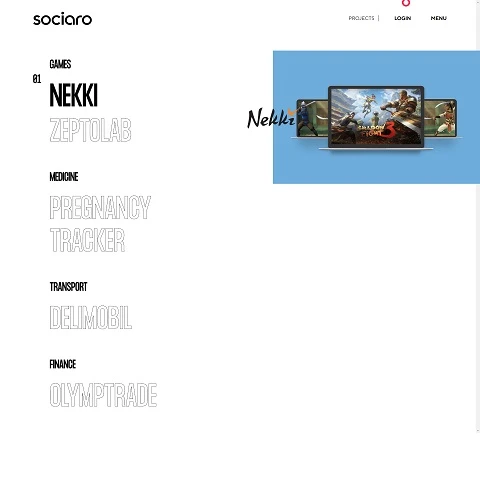 sociaro
PROJECTS | LOGIN MENU
GAMES
01
NEKKI
ZEPTOLAB
Nekki
SHADOW
FIGHT 3
MEDICINE
PREGNANCY
TRACKER
TRANSPORT
DELIMOBIL
FINANCE
OLYMPTRADE